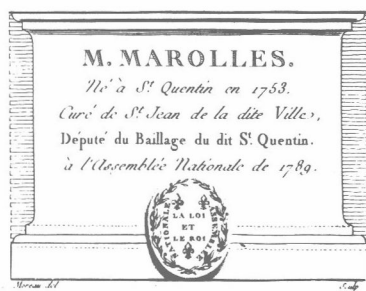 M. MAROLLES.
Né à St. Quentin en 1753.
Curé de St. Jean de la dite Ville,
Député du Baillage du dit St. Quentin.
à l'Assemblée Nationale de 1789.
LA LOI
ET
LE ROI
Moreau del
Sculp